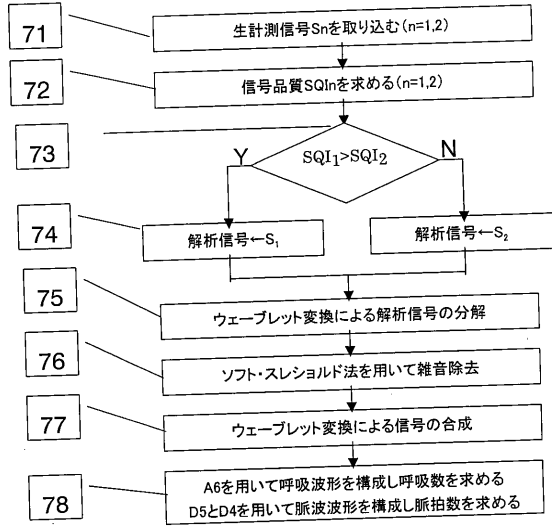 71
生計測信号Snを取り込む(n=1,2)
72
信号品質SQInを求める(n=1,2)
73
SQI1>SQI2
Y
N
74
解析信号←S1
解析信号←S2
75
ウェーブレット変換による解析信号の分解
76
ソフト・スレショルド法を用いて雑音除去
77
ウェーブレット変換による信号の合成
78
A6を用いて呼吸波形を構成し呼吸数を求める
D5とD4を用いて脈波波形を構成し脈拍数を求める